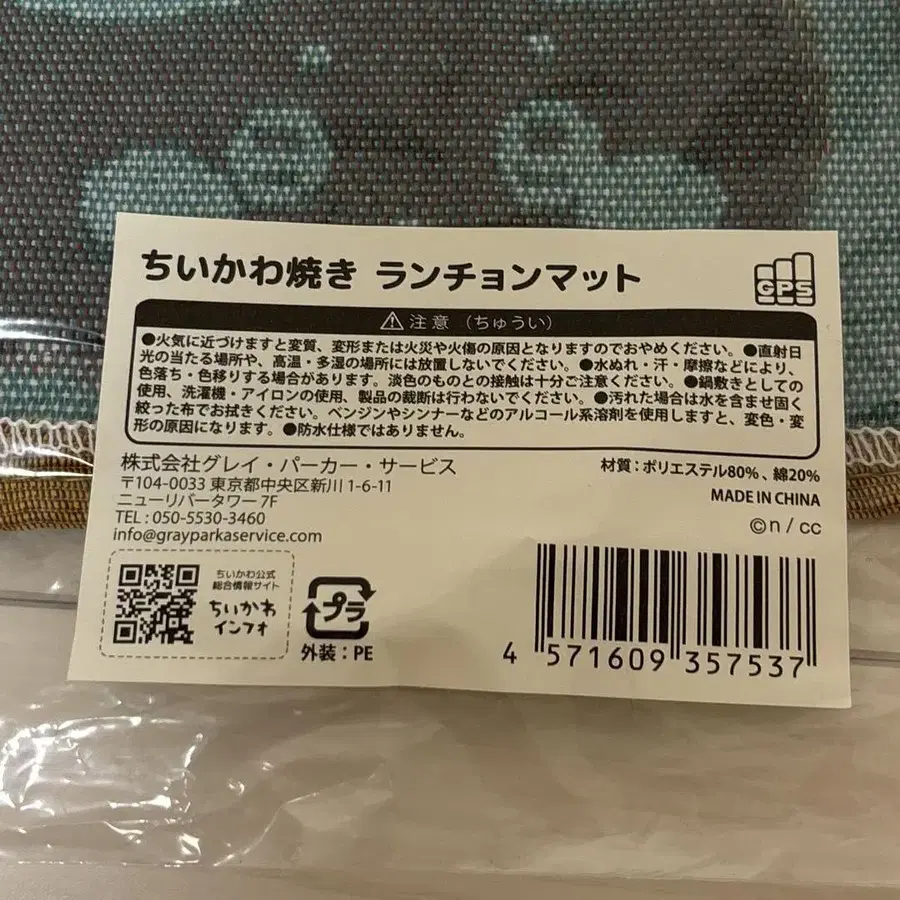 ちいかわ焼き ランチョンマット
GPS
⚠注意（ちゅうい）
●火気に近づけますと変質、変形または火災や火傷の原因となりますのでおやめください。●直射日
光の当たる場所や、高温・多湿の場所には放置しないでください。●水ぬれ・汗・摩擦などにより、
色落ち・色移りする場合があります。淡色のものとの接触は十分ご注意ください。●鍋敷きとしての
使用、洗濯機・アイロンの使用、製品の裁断は行わないでください。●汚れた場合は水を含ませ固く
絞った布でお拭きください。ベンジンやシンナーなどのアルコール系溶剤を使用しますと、変色・変
形の原因になります。●防水仕様ではありません。
株式会社グレイ・パーカー・サービス
〒104-0033 東京都中央区新川 1-6-11
ニューリバータワー 7F
TEL : 050-5530-3460
info@grayparkaservice.com
材質：ポリエステル80%、綿20%
MADE IN CHINA
©n / cc
ちいかわ公式
総合情報サイト
ちいかわ
インフォ
プラ
外装：PE
4 571609 357537